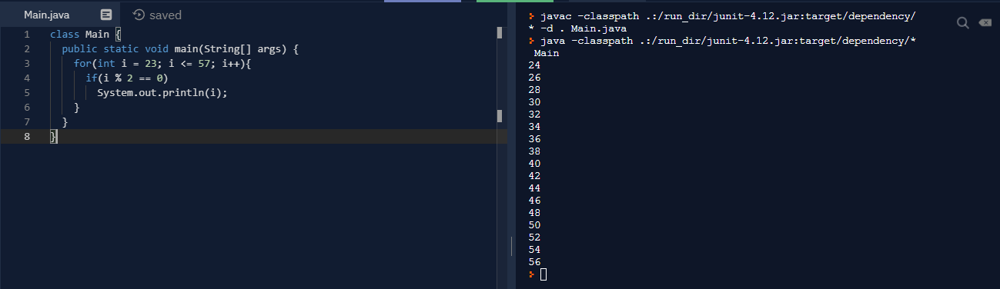 Main.java
saved
1 class Main {
2 public static void main(String[] args) {
3 for(int i = 23; i <= 57; i++){
4 if(i % 2 == 0)
5 System.out.println(i);
6 }
7 }
8 }
javac -classpath .:/run_dir/junit-4.12.jar:target/dependency/
* -d . Main.java
java -classpath .:/run_dir/junit-4.12.jar:target/dependency/*
Main
24
26
28
30
32
34
36
38
40
42
44
46
48
50
52
54
56